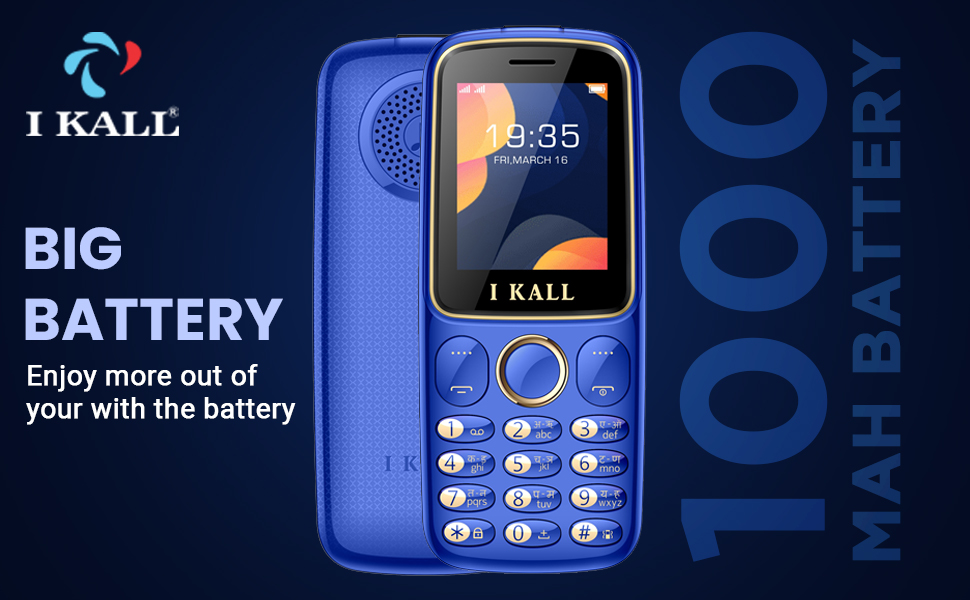 I KALL®
BIG
BATTERY
Enjoy more out of
your with the battery
19:35
FRI,MARCH 16
I KALL
I K
1
2 अ-ऋ abc
3 ए-औ def
4 क-ङ ghi
5 च-ञ jkl
6 ट-ण mno
7 त-न pqrs
8 प-म tuv
9 य-ह wxyz
*
0
#
1000
MAH BATTERY